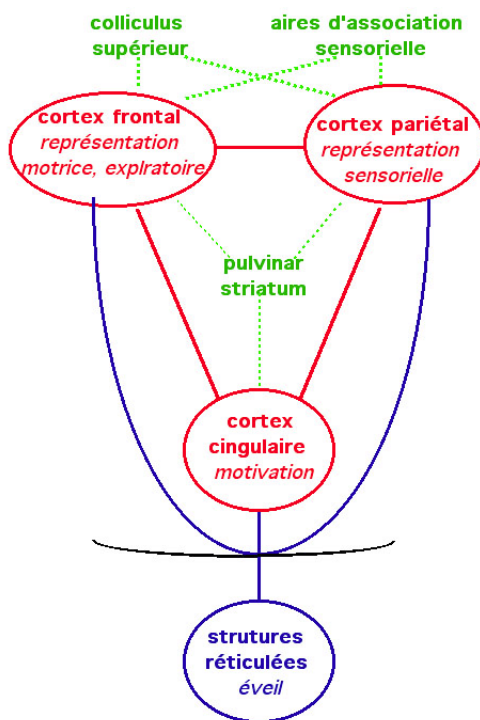 colliculus
supérieur
aires d'association
sensorielle
cortex frontal
représentation
motrice, explratoire
cortex pariétal
représentation
sensorielle
pulvinar
striatum
cortex
cingulaire
motivation
strutures
réticulées
éveil